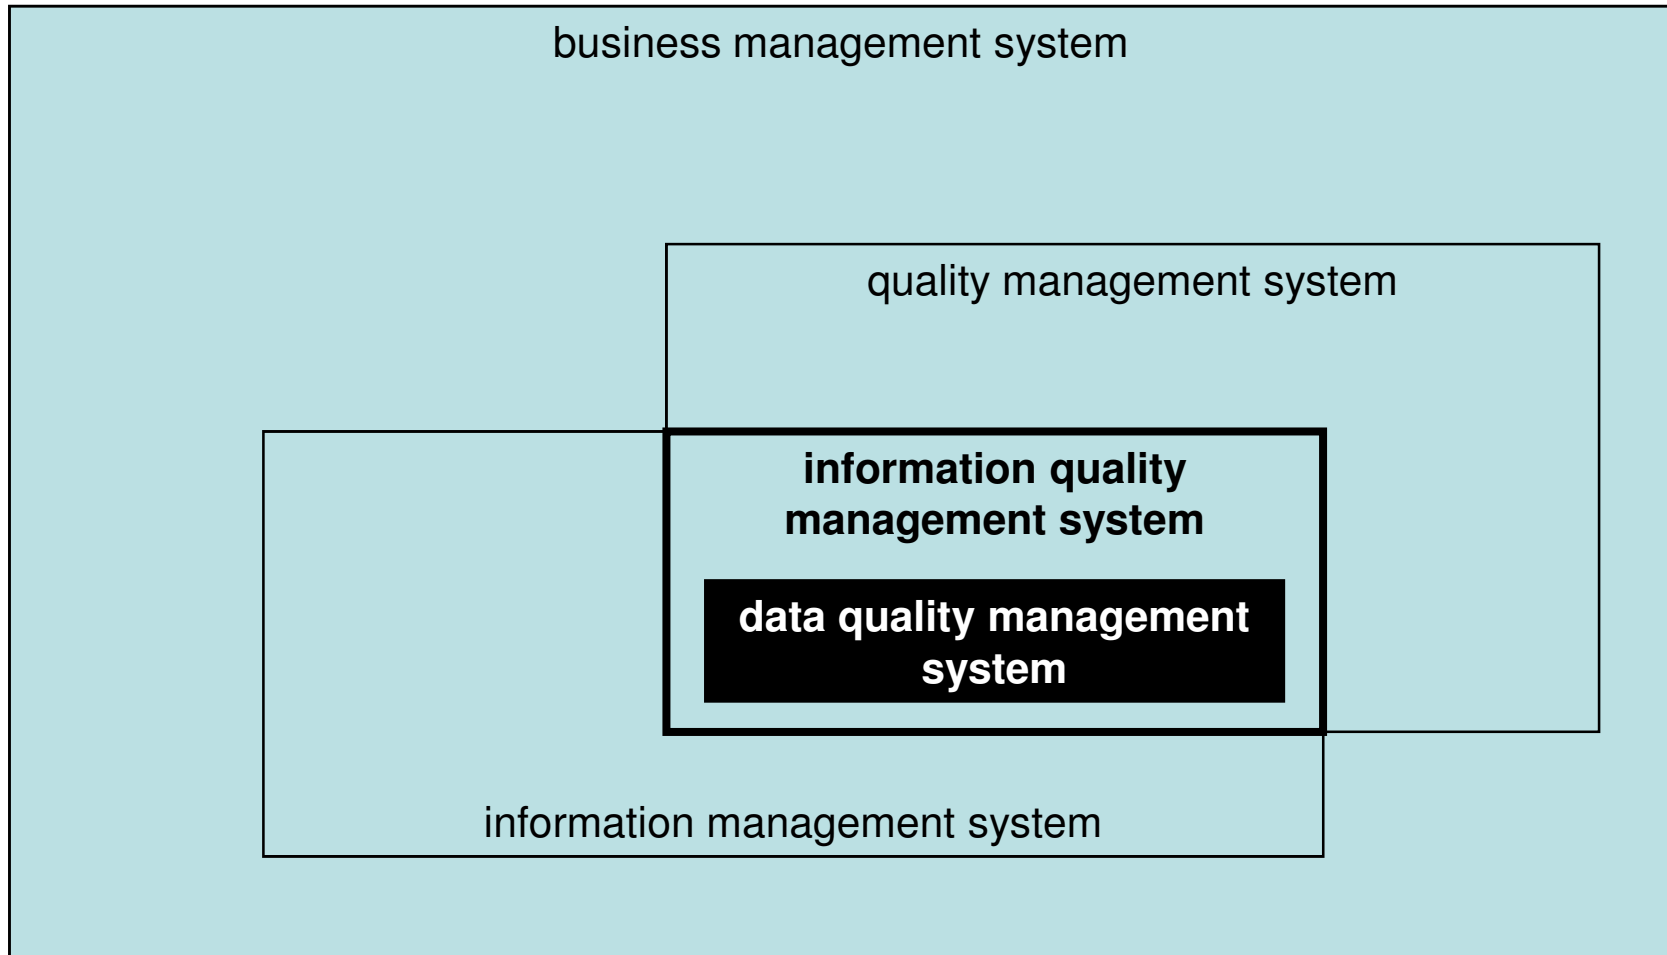 business management system
quality management system
information quality
management system
data quality management
system
information management system